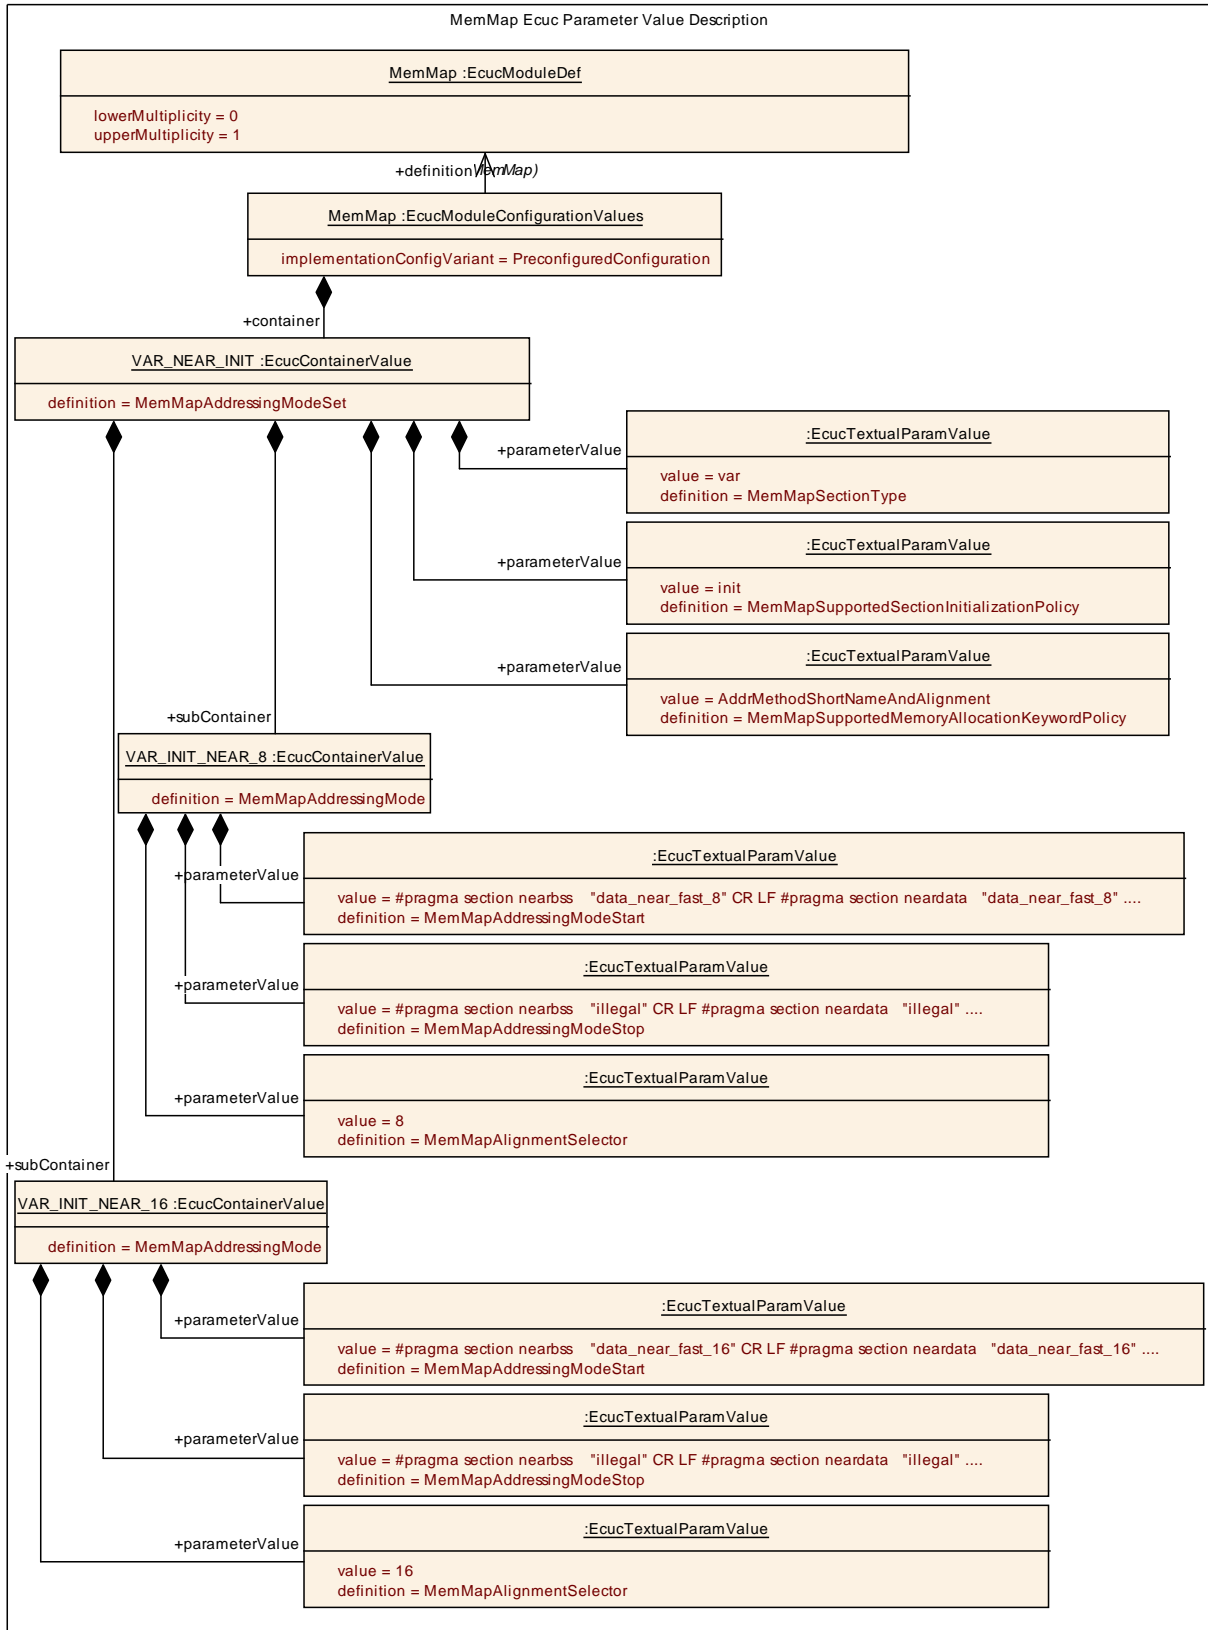 MemMap Ecuc Parameter Value Description
MemMap :EcucModuleDef
lowerMultiplicity = 0
upperMultiplicity = 1
+definition
MemMap)
MemMap :EcucModuleConfigurationValues
implementationConfigVariant = PreconfiguredConfiguration
+container
VAR_NEAR_INIT :EcucContainerValue
definition = MemMapAddressingModeSet
:EcucTextualParamValue
+parameterValue
value = var
definition = MemMapSectionType
:EcucTextualParamValue
+parameterValue
value = init
definition = MemMapSupportedSectionInitializationPolicy
:EcucTextualParamValue
+parameterValue
value = AddrMethodShortNameAndAlignment
definition = MemMapSupportedMemoryAllocationKeywordPolicy
+subContainer
VAR_INIT_NEAR_8 :EcucContainerValue
definition = MemMapAddressingMode
:EcucTextualParamValue
+parameterValue
value = #pragma section nearbss   "data_near_fast_8" CR LF #pragma section neardata   "data_near_fast_8" ....
definition = MemMapAddressingModeStart
:EcucTextualParamValue
+parameterValue
value = #pragma section nearbss   "illegal" CR LF #pragma section neardata   "illegal" ....
definition = MemMapAddressingModeStop
:EcucTextualParamValue
+parameterValue
value = 8
definition = MemMapAlignmentSelector
+subContainer
VAR_INIT_NEAR_16 :EcucContainerValue
definition = MemMapAddressingMode
:EcucTextualParamValue
+parameterValue
value = #pragma section nearbss   "data_near_fast_16" CR LF #pragma section neardata   "data_near_fast_16" ....
definition = MemMapAddressingModeStart
:EcucTextualParamValue
+parameterValue
value = #pragma section nearbss   "illegal" CR LF #pragma section neardata   "illegal" ....
definition = MemMapAddressingModeStop
:EcucTextualParamValue
+parameterValue
value = 16
definition = MemMapAlignmentSelector